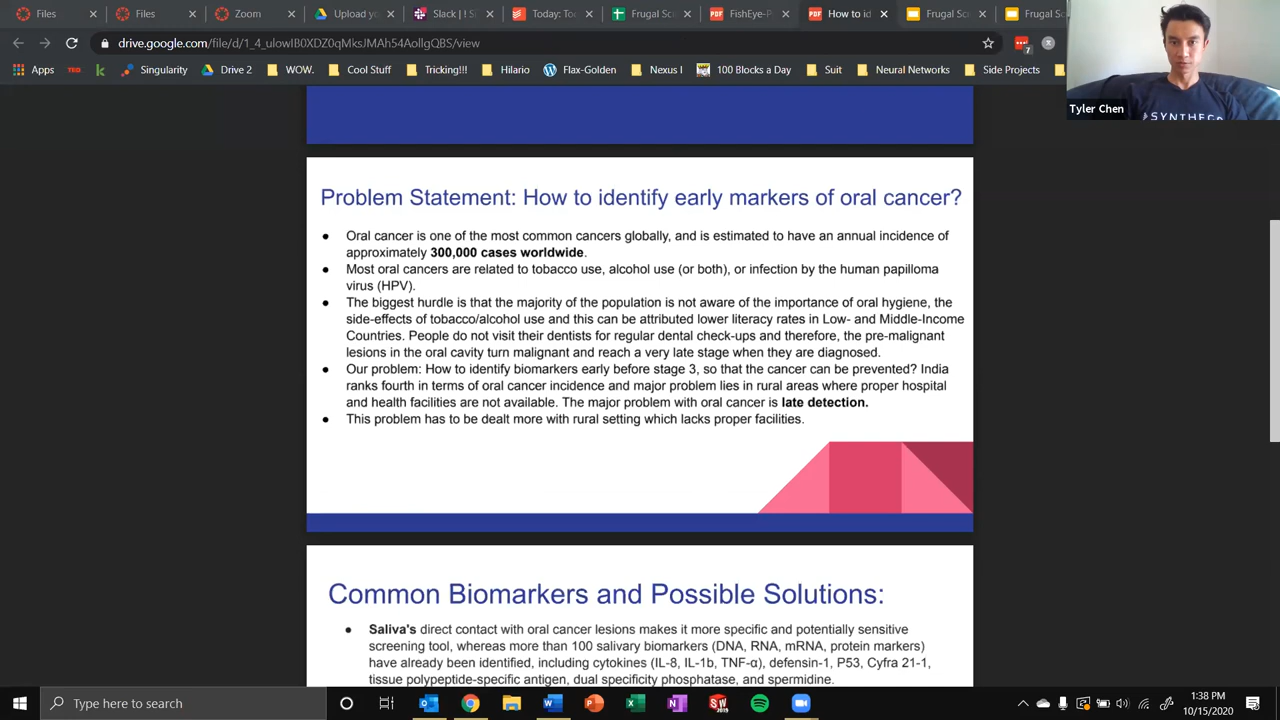 Files
Files
Zoom
Upload yo
Slack | ! Si
Today: To
Frugal Sc
FishEye-P
How to id
Frugal Sc
Frugal Sc
drive.google.com/file/d/1_4_ulowIB0XDZ0qMksJMAh54AollgQBS/view
7
Apps
TED
Singularity
Drive 2
WOW.
Cool Stuff
Tricking!!!
Hilario
Flax-Golden
Nexus I
100 Blocks a Day
Suit
Neural Networks
Side Projects
SYNTHEG
Tyler Chen
Problem Statement: How to identify early markers of oral cancer?
● Oral cancer is one of the most common cancers globally, and is estimated to have an annual incidence of
approximately 300,000 cases worldwide.
● Most oral cancers are related to tobacco use, alcohol use (or both), or infection by the human papilloma
virus (HPV).
● The biggest hurdle is that the majority of the population is not aware of the importance of oral hygiene, the
side-effects of tobacco/alcohol use and this can be attributed lower literacy rates in Low- and Middle-Income
Countries. People do not visit their dentists for regular dental check-ups and therefore, the pre-malignant
lesions in the oral cavity turn malignant and reach a very late stage when they are diagnosed.
● Our problem: How to identify biomarkers early before stage 3, so that the cancer can be prevented? India
ranks fourth in terms of oral cancer incidence and major problem lies in rural areas where proper hospital
and health facilities are not available. The major problem with oral cancer is late detection.
● This problem has to be dealt more with rural setting which lacks proper facilities.
Common Biomarkers and Possible Solutions:
● Saliva's direct contact with oral cancer lesions makes it more specific and potentially sensitive
screening tool, whereas more than 100 salivary biomarkers (DNA, RNA, mRNA, protein markers)
have already been identified, including cytokines (IL-8, IL-1b, TNF-α), defensin-1, P53, Cyfra 21-1,
tissue polypeptide-specific antigen, dual specificity phosphatase, and spermidine.
Type here to search
1:38 PM
10/15/2020